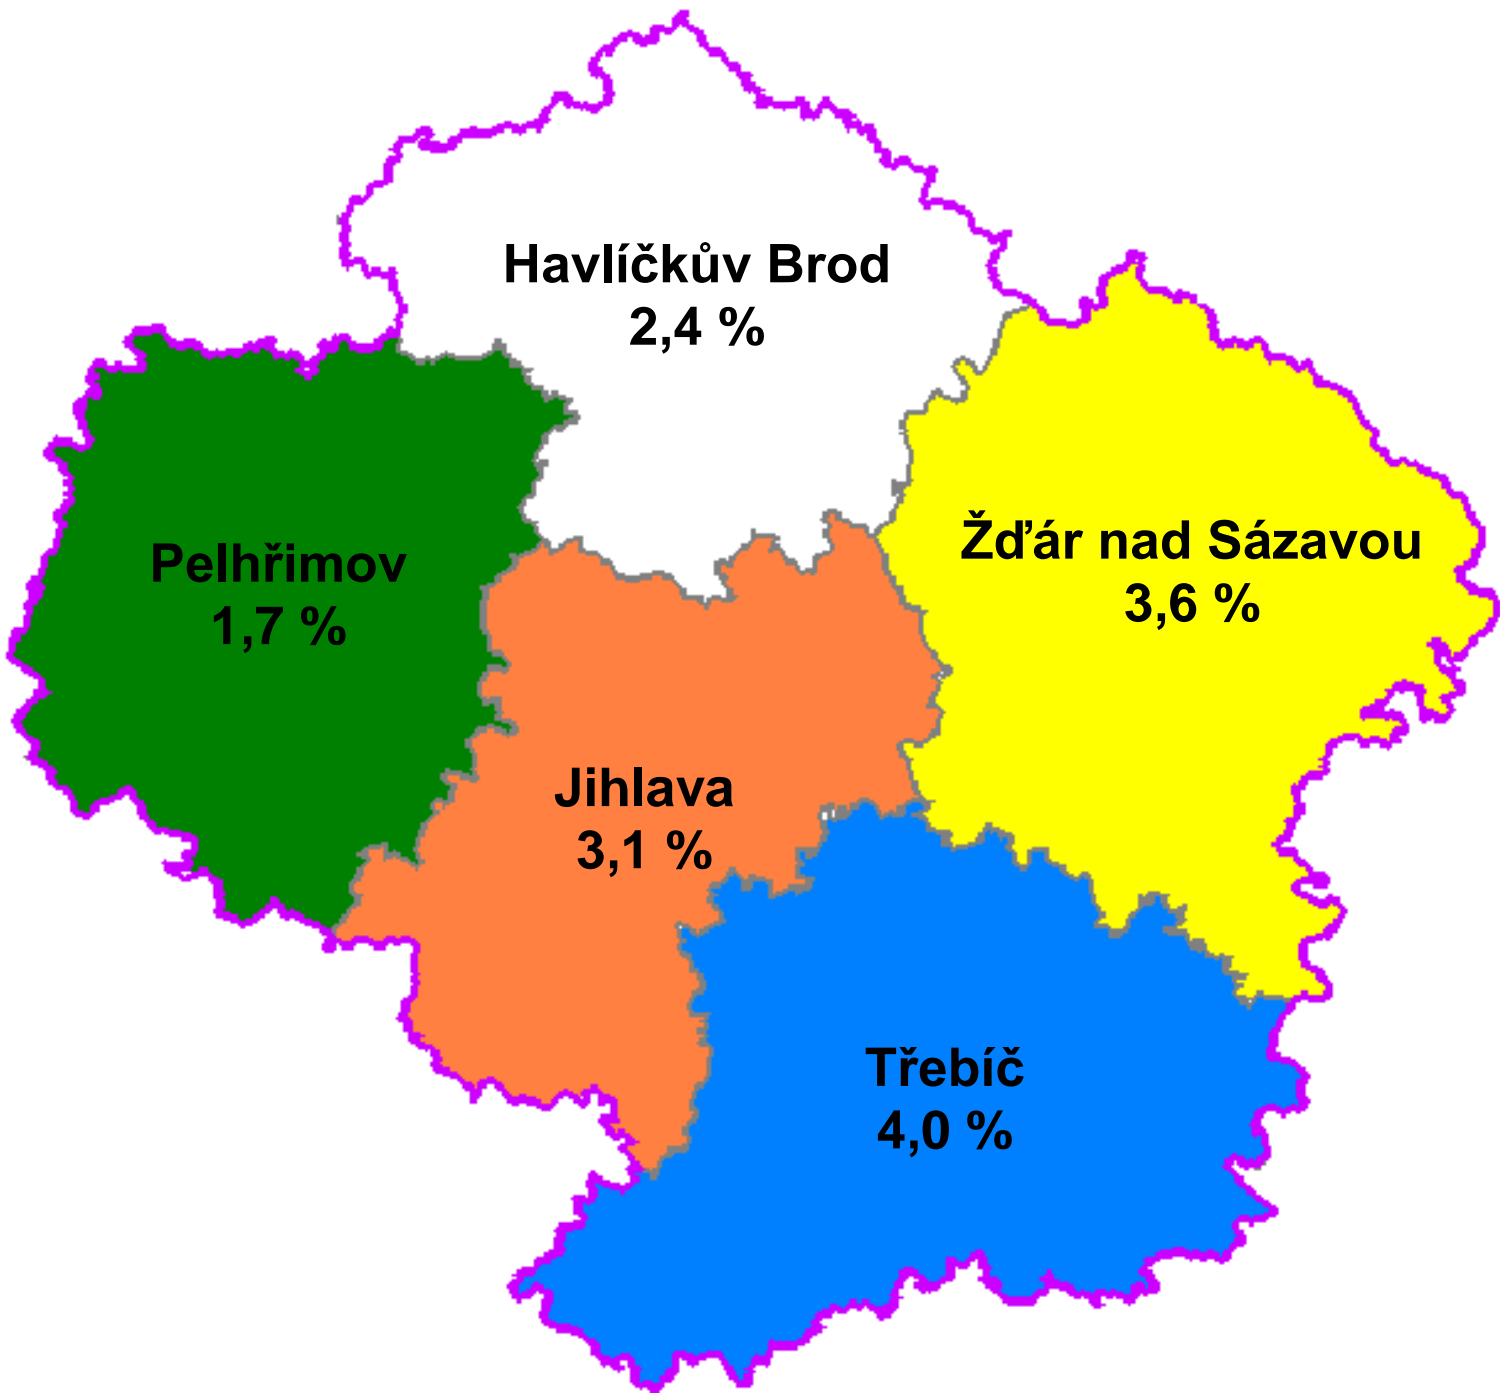 Havlíčkův Brod
2,4 %
Žďár nad Sázavou
3,6 %
Pelhřimov
1,7 %
Jihlava
3,1 %
Třebíč
4,0 %